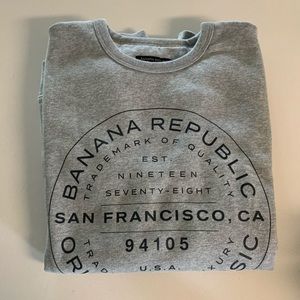 BANANA REPUBLIC
TRADEMARK OF QUALITY
EST.
NINETEEN
SEVENTY-EIGHT
SAN FRANCISCO, CA
94105
U.S.A.